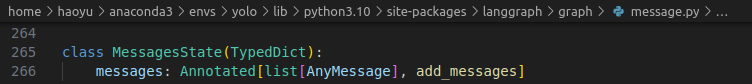 home > haoyu > anaconda3 > envs > yolo > lib > python3.10 > site-packages > langgraph > graph > message.py > ...
264
265 class MessagesState(TypedDict):
266 messages: Annotated[list[AnyMessage], add_messages]